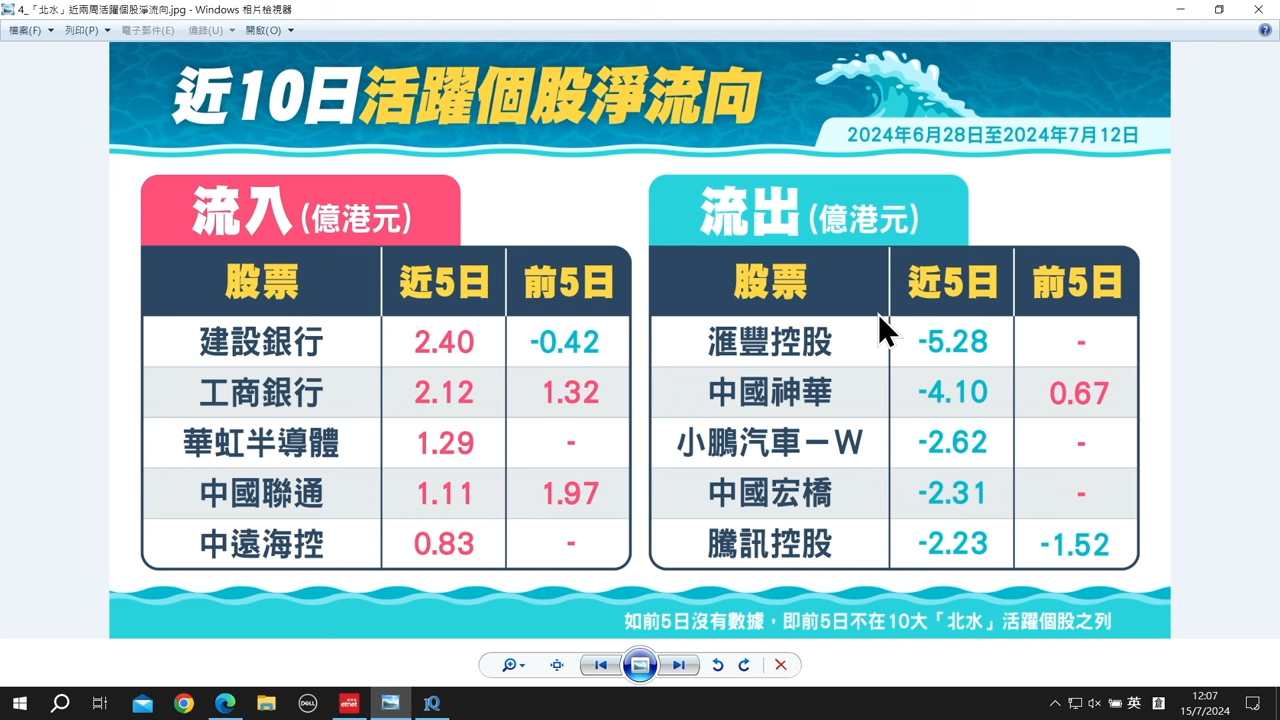 4_「北水」近兩周活躍個股淨流向.jpg - Windows 相片檢視器
檔案(F) 列印(P) 電子郵件(E) 燒錄(U) 開啟(O)
近10日活躍個股淨流向
2024年6月28日至2024年7月12日
流入(億港元)
股票 近5日 前5日
建設銀行 2.40 -0.42
工商銀行 2.12 1.32
華虹半導體 1.29 -
中國聯通 1.11 1.97
中遠海控 0.83 -
流出(億港元)
股票 近5日 前5日
滙豐控股 -5.28 -
中國神華 -4.10 0.67
小鵬汽車－W -2.62 -
中國宏橋 -2.31 -
騰訊控股 -2.23 -1.52
如前5日沒有數據，即前5日不在10大「北水」活躍個股之列
DELL
etnet
IQ
英
12:07
15/7/2024